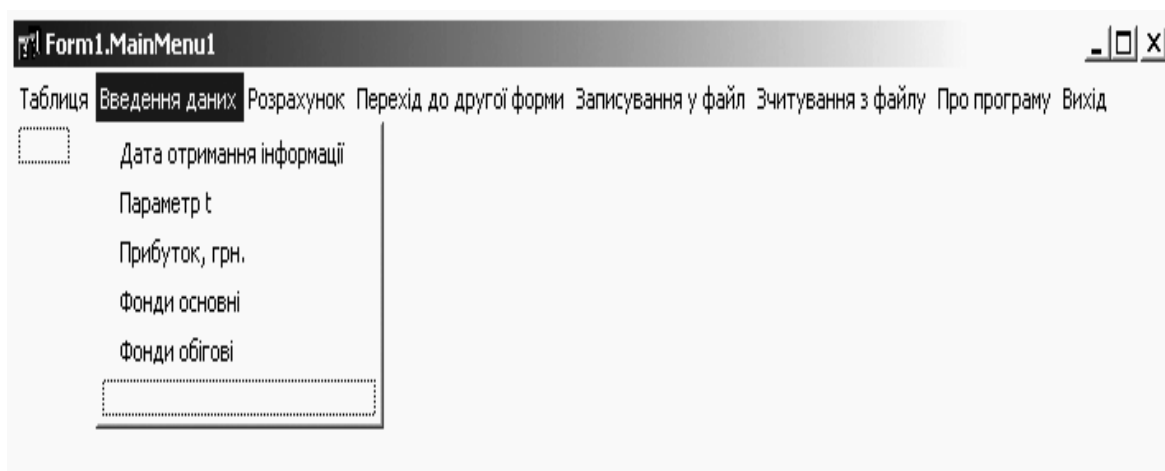 Form1.MainMenu1
Таблиця Введення даних Розрахунок Перехід до другої форми Записування у файл Зчитування з файлу Про програму Вихід
Дата отримання інформації
Параметр t
Прибуток, грн.
Фонди основні
Фонди обігові